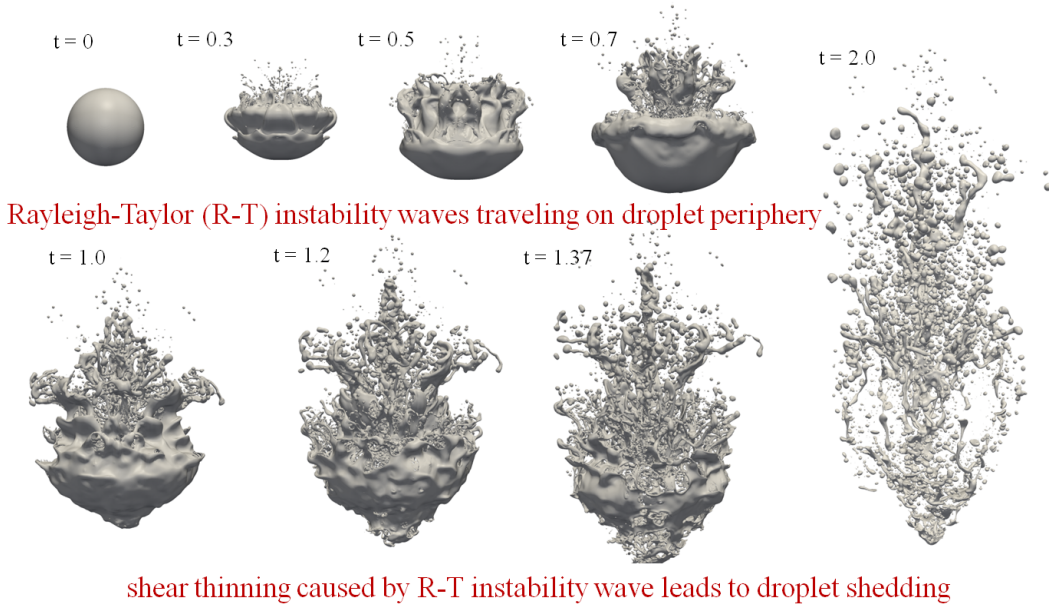 t = 0
t = 0.3
t = 0.5
t = 0.7
t = 2.0
Rayleigh-Taylor (R-T) instability waves traveling on droplet periphery
t = 1.0
t = 1.2
t = 1.37
shear thinning caused by R-T instability wave leads to droplet shedding